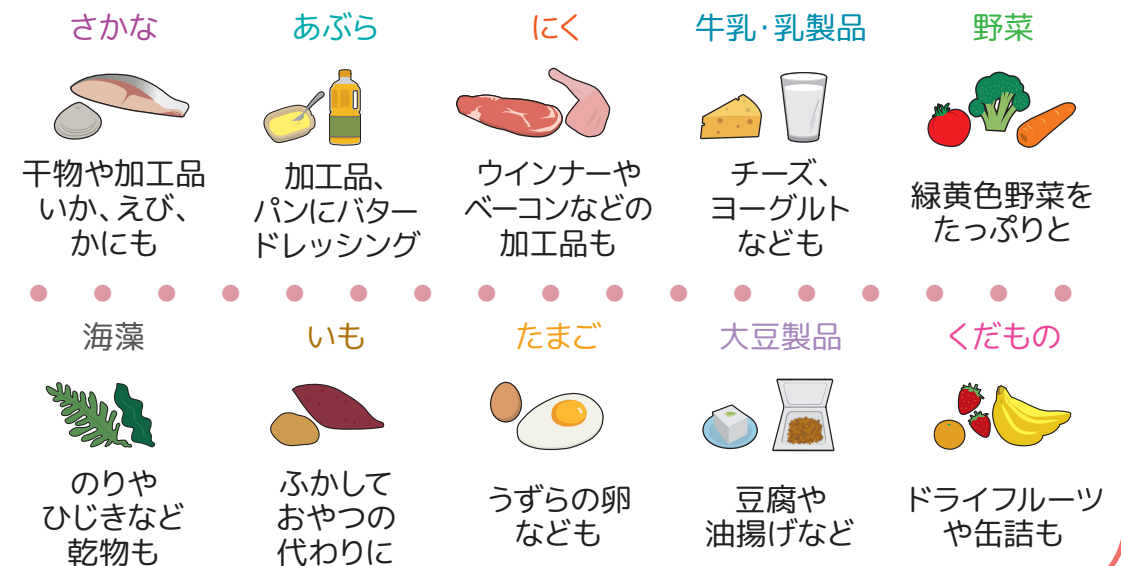 さかな
干物や加工品
いか、えび、
かにも
あぶら
加工品、
パンにバター
ドレッシング
にく
ウインナーや
ベーコンなどの
加工品も
牛乳・乳製品
チーズ、
ヨーグルト
なども
野菜
緑黄色野菜を
たっぷりと
海藻
のりや
ひじきなど
乾物も
いも
ふかして
おやつの
代わりに
たまご
うずらの卵
なども
大豆製品
豆腐や
油揚げなど
くだもの
ドライフルーツ
や缶詰も